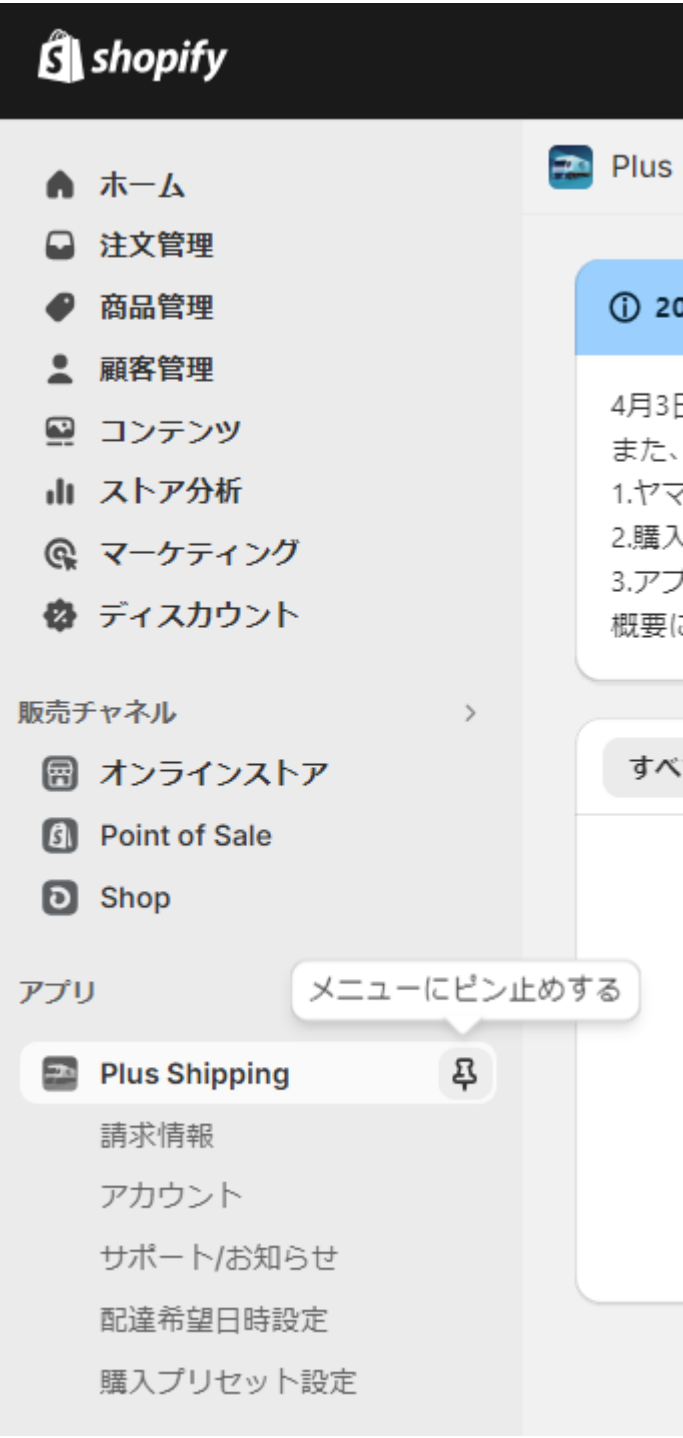 shopify
ホーム
注文管理
商品管理
顧客管理
コンテンツ
ストア分析
マーケティング
ディスカウント
販売チャネル
オンラインストア
Point of Sale
Shop
アプリ
メニューにピン止めする
Plus Shipping
請求情報
アカウント
サポート/お知らせ
配達希望日時設定
購入プリセット設定
Plus
20
4月3日
また、
1.ヤマ
2.購入
3.アプ
概要に
すべ